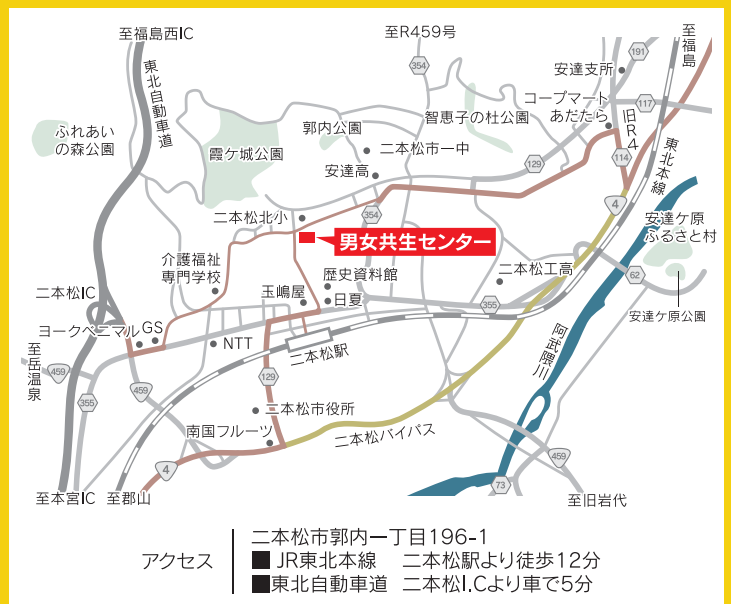 至福島西IC
至R459号
至福島
東北自動車道
354
191
安達支所
コープマート
あだたら
117
旧R4
114
東北本線
ふれあい
の森公園
霞ケ城公園
郭内公園
智恵子の杜公園
二本松市一中
安達高
129
4
354
二本松北小
男女共生センター
安達ケ原
ふるさと村
介護福祉
専門学校
歴史資料館
二本松工高
62
二本松IC
玉嶋屋
日夏
355
安達ケ原公園
ヨークベニマル
GS
NTT
二本松駅
阿武隈川
至岳温泉
459
355
459
129
二本松市役所
南国フルーツ
二本松バイパス
4
459
73
至本宮IC
至郡山
至旧岩代
アクセス
二本松市郭内一丁目196-1
■ JR東北本線 二本松駅より徒歩12分
■東北自動車道 二本松I.Cより車で5分